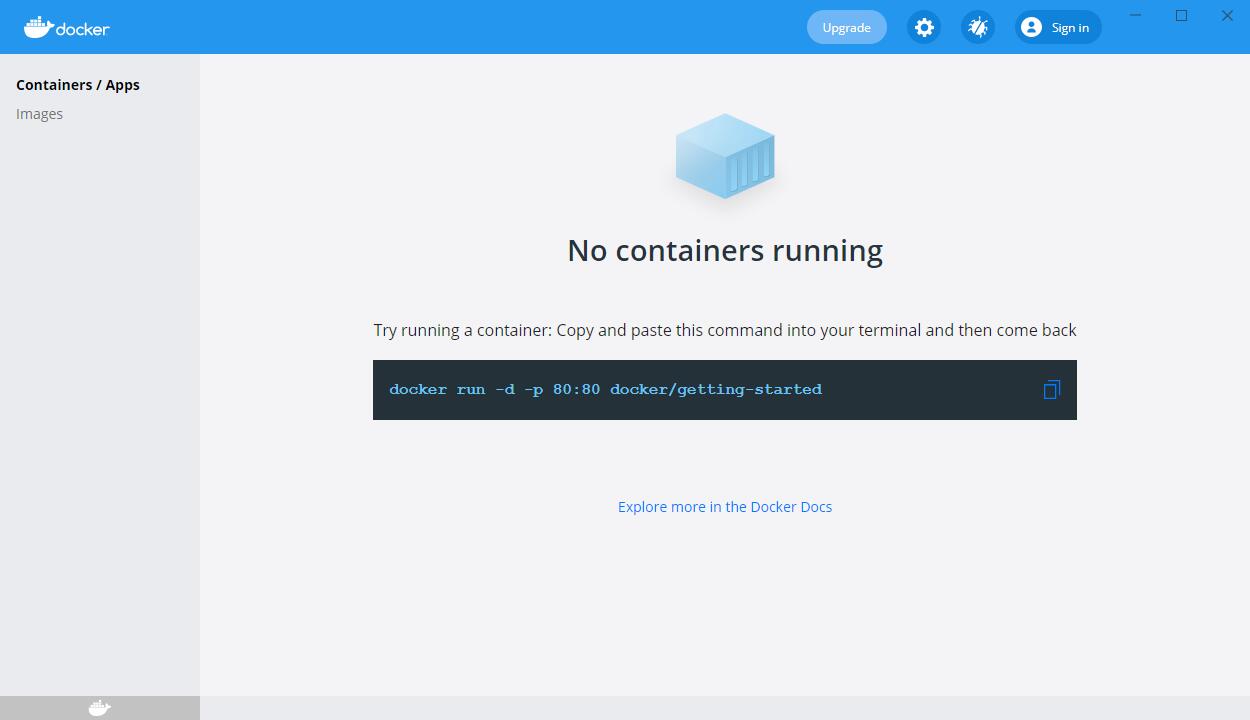 docker
Upgrade
Sign in
Containers / Apps
Images
No containers running
Try running a container: Copy and paste this command into your terminal and then come back
docker run -d -p 80:80 docker/getting-started
Explore more in the Docker Docs